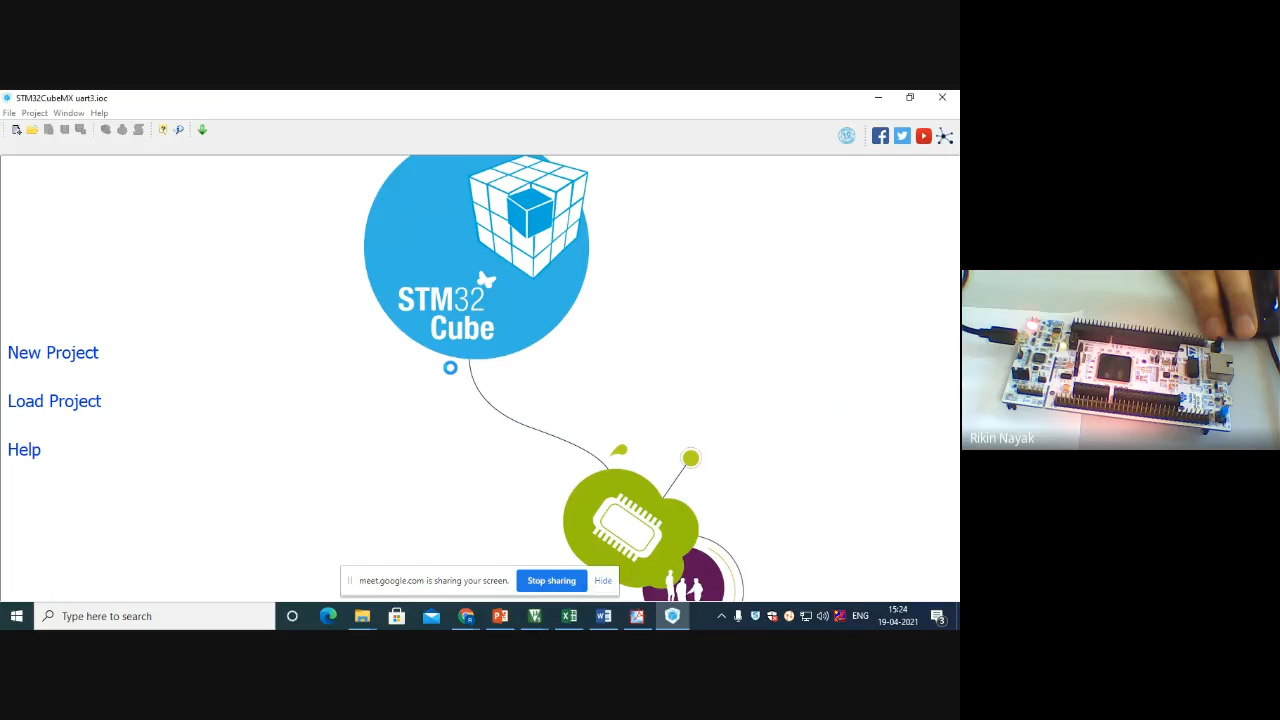 STM32CubeMX uart3.ioc
File Project Window Help
STM32
Cube
New Project
Load Project
Help
Rikin Nayak
meet.google.com is sharing your screen.
Stop sharing
Hide
Type here to search
ENG
15:24
19-04-2021
3